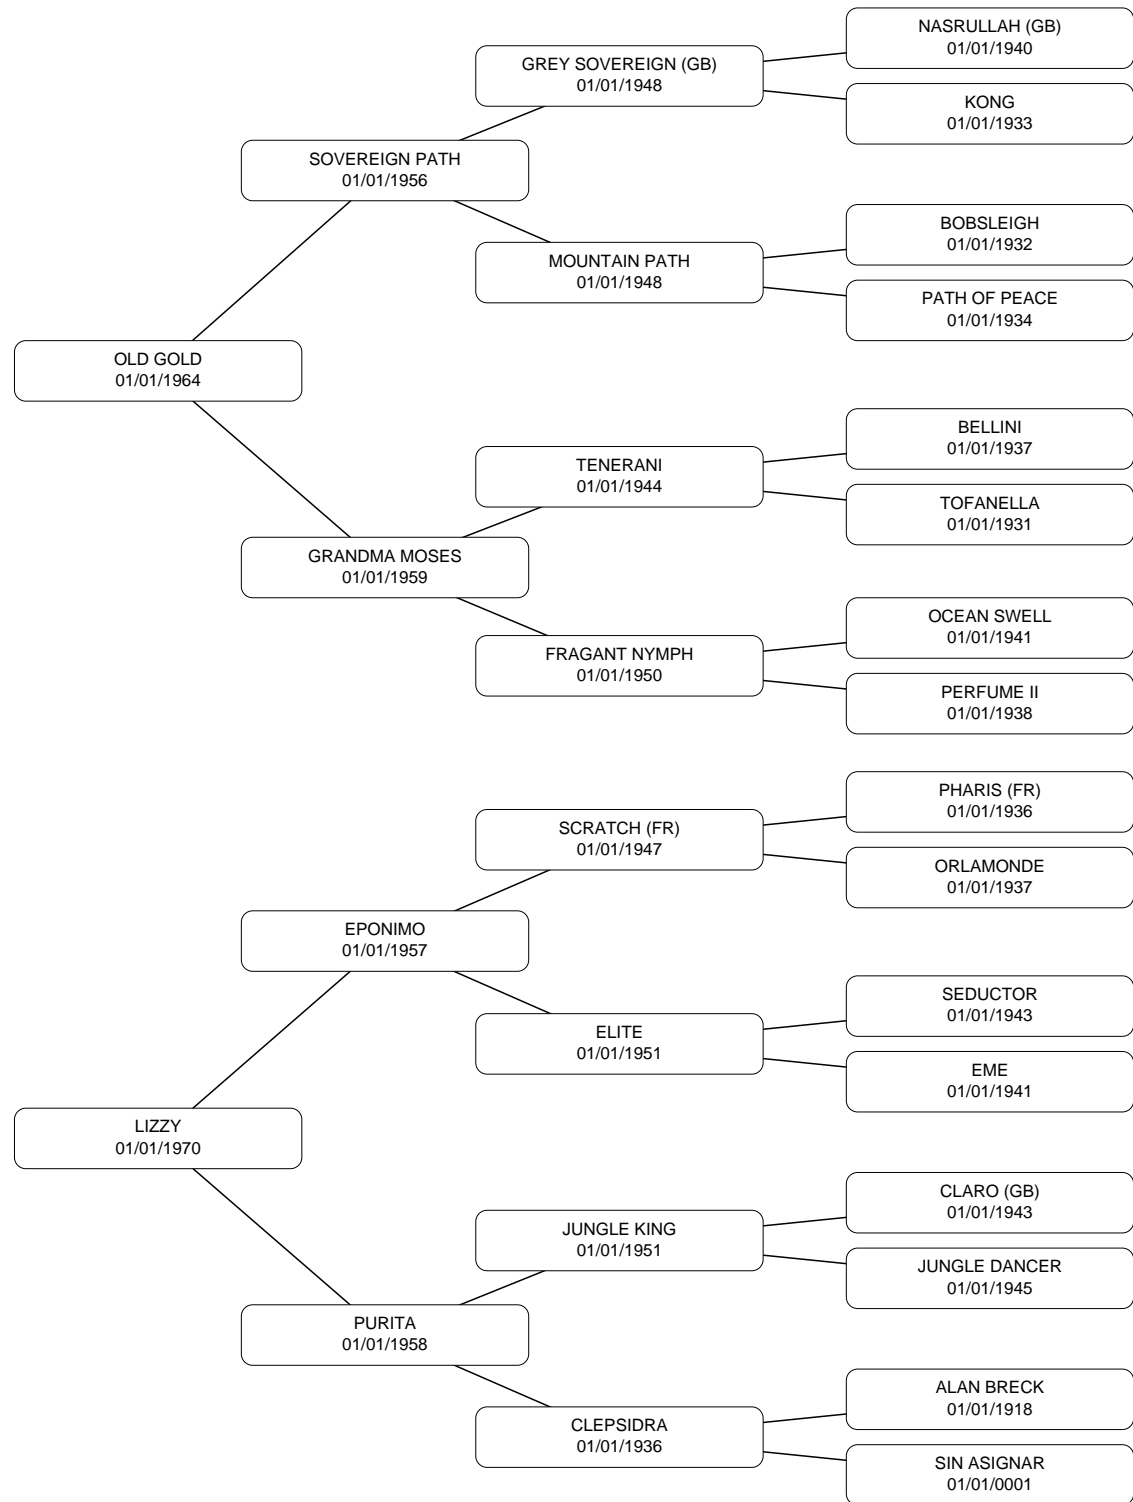 NASRULLAH (GB)
01/01/1940
GREY SOVEREIGN (GB)
01/01/1948
KONG
01/01/1933
SOVEREIGN PATH
01/01/1956
BOBSLEIGH
01/01/1932
MOUNTAIN PATH
01/01/1948
PATH OF PEACE
01/01/1934
OLD GOLD
01/01/1964
BELLINI
01/01/1937
TENERANI
01/01/1944
TOFANELLA
01/01/1931
GRANDMA MOSES
01/01/1959
OCEAN SWELL
01/01/1941
FRAGANT NYMPH
01/01/1950
PERFUME II
01/01/1938
PHARIS (FR)
01/01/1936
SCRATCH (FR)
01/01/1947
ORLAMONDE
01/01/1937
EPONIMO
01/01/1957
SEDUCTOR
01/01/1943
ELITE
01/01/1951
EME
01/01/1941
LIZZY
01/01/1970
CLARO (GB)
01/01/1943
JUNGLE KING
01/01/1951
JUNGLE DANCER
01/01/1945
PURITA
01/01/1958
ALAN BRECK
01/01/1918
CLEPSIDRA
01/01/1936
SIN ASIGNAR
01/01/0001